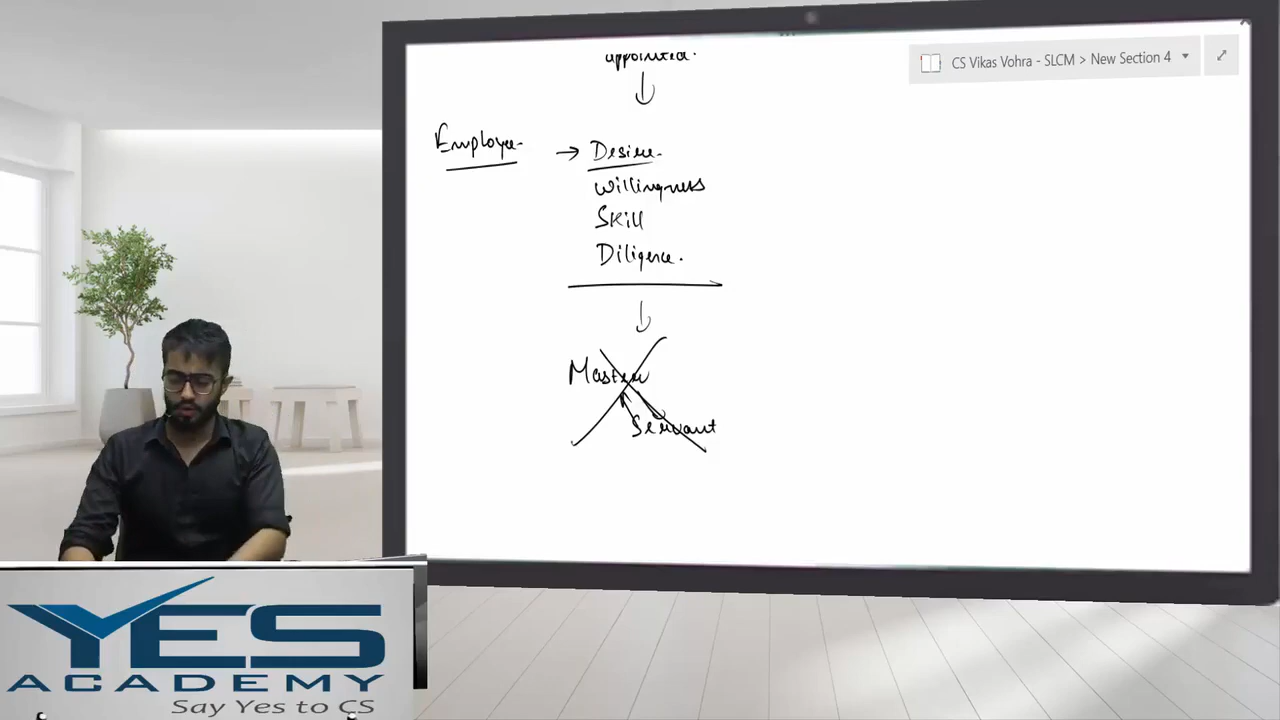 appointed.
CS Vikas Vohra - SLCM > New Section 4
Employee
→ Desire.
Willingness
Skill
Diligence.
Master
Servant
YES
ACADEMY
Say Yes to CS